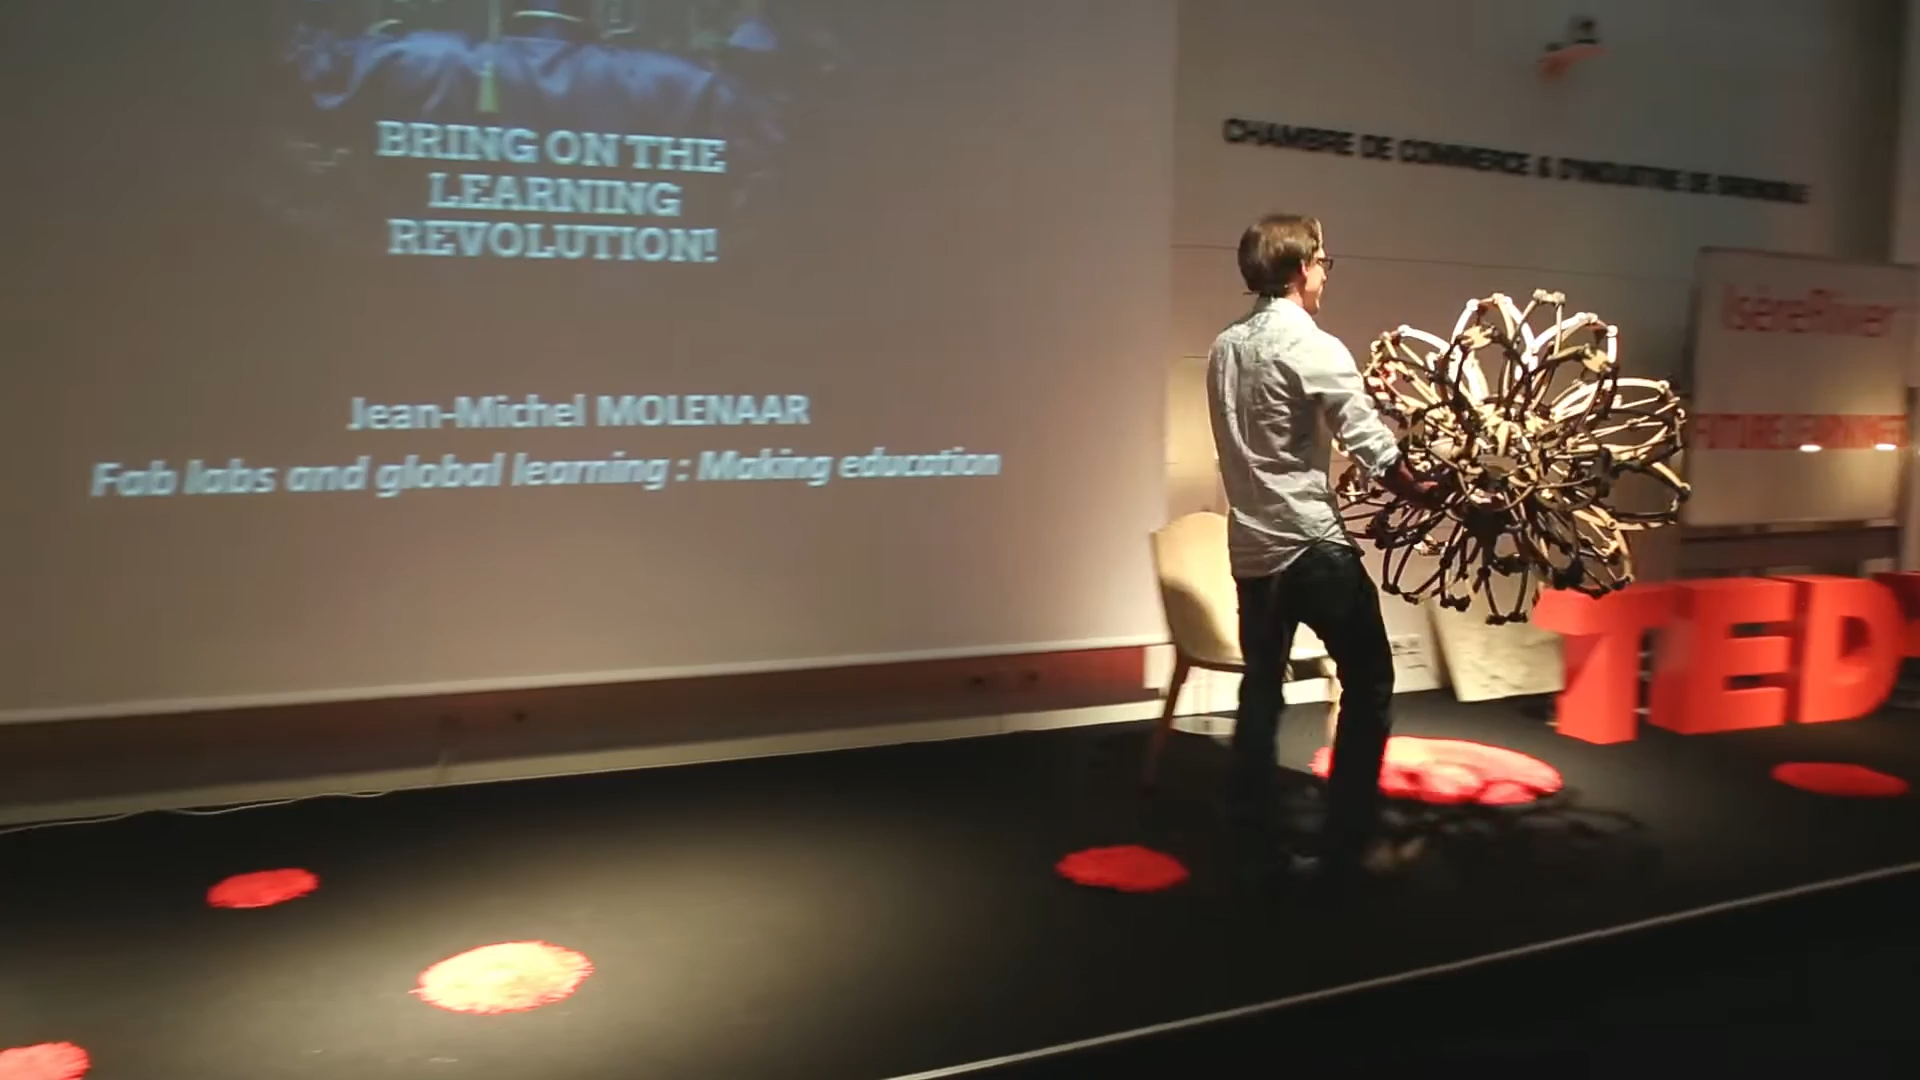 BRING ON THE
LEARNING
REVOLUTION!
Jean-Michel MOLENAAR
Fab labs and global learning : Making education
CHAMBRE DE COMMERCE & D'INDUSTRIE DE GRENOBLE
IsèreRiver
TED